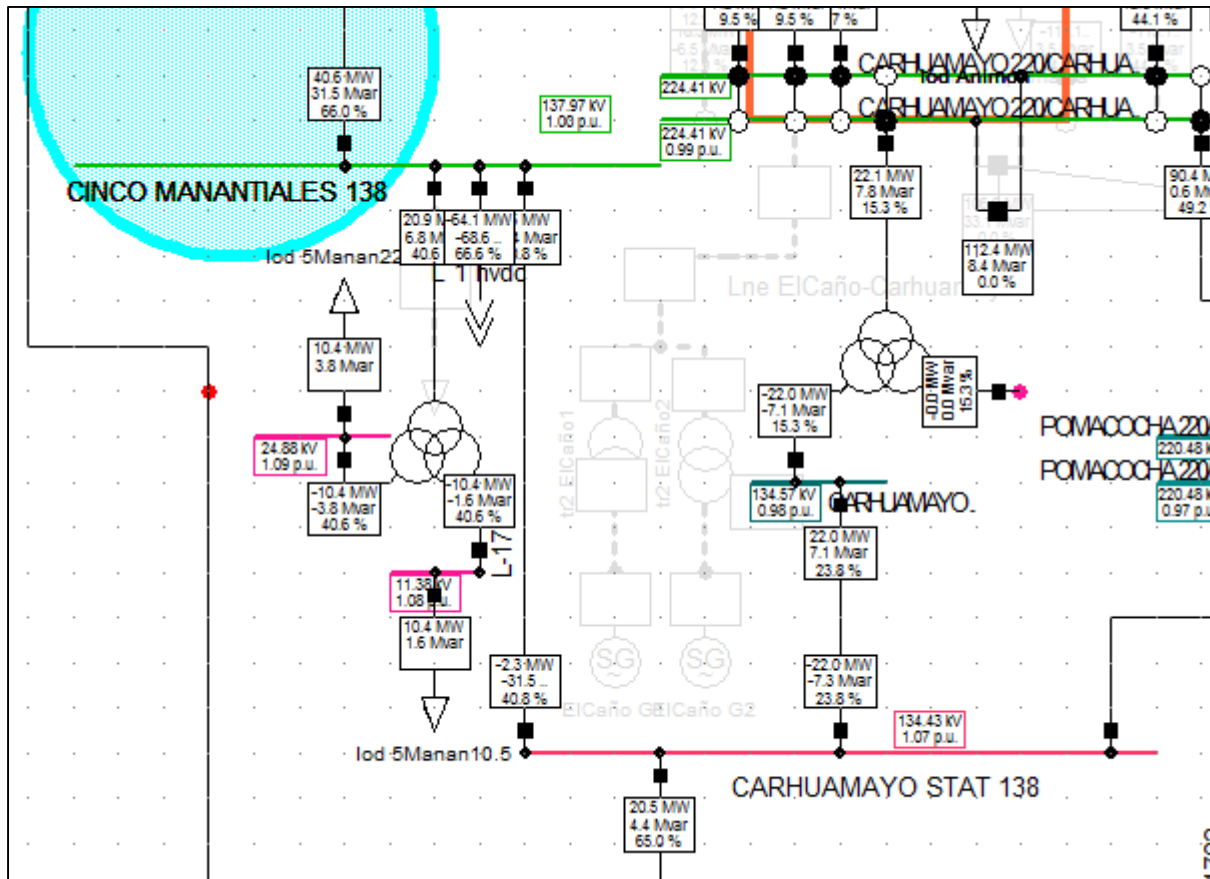 9.5 %
9.5 %
7 %
44.1 %
40.6 MW
31.5 Mvar
66.0 %
137.97 kV
1.08 p.u.
224.41 kV
CARHUAMAYO 220/CARHUA..
CARHUAMAYO 220/CARHUA..
224.41 kV
0.99 p.u.
CINCO MANANTIALES 138
22.1 MW
7.8 Mvar
15.3 %
90.4 M
0.6 M
49.2
20.9 M
6.8 M
40.6
-64.1 MW
-68.6 ..
66.6 %
MW
Mvar
.8 %
112.4 MW
8.4 Mvar
0.0 %
lod 5Manan22
L 1 hvdc
Lne ElCaño-Carhuamayo
10.4 MW
3.8 Mvar
-0.0 MW
0.0 Mvar
15.3 %
-22.0 MW
-7.1 Mvar
15.3 %
24.88 kV
1.09 p.u.
tr2 ElCaño1
tr2 ElCaño2
POMACOCHA 220/
220.48 k
POMACOCHA 220/
220.48 k
0.97 p.u
-10.4 MW
-3.8 Mvar
40.6 %
-10.4 MW
-1.6 Mvar
40.6 %
134.57 kV
0.98 p.u.
CARHUAMAYO..
22.0 MW
7.1 Mvar
23.8 %
L-17
11.38 kV
1.08 p.u.
10.4 MW
1.6 Mvar
-2.3 MW
-31.5 ..
40.8 %
SG
SG
-22.0 MW
-7.3 Mvar
23.8 %
ElCaño G1
ElCaño G2
134.43 kV
1.07 p.u.
lod 5Manan10.5
CARHUAMAYO STAT 138
20.5 MW
4.4 Mvar
65.0 %